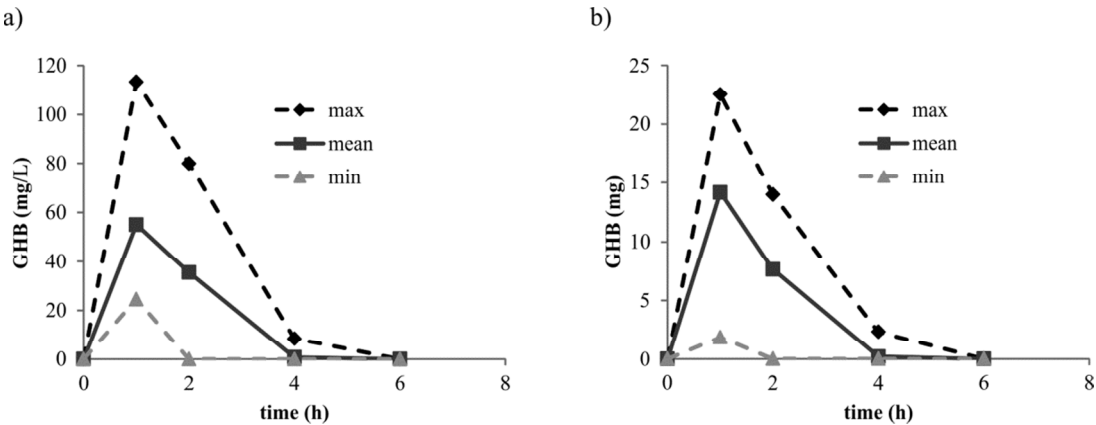 a)
120
100
80
60
40
20
0
GHB (mg/L)
max
mean
min
0 2 4 6 8
time (h)
b)
25
20
15
10
5
0
GHB (mg)
max
mean
min
0 2 4 6 8
time (h)